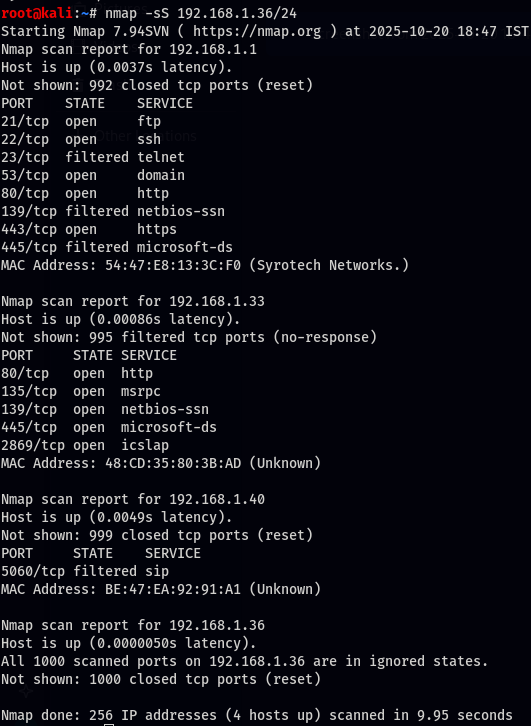 root@kali:~# nmap -sS 192.168.1.36/24
Starting Nmap 7.94SVN ( https://nmap.org ) at 2025-10-20 18:47 IST
Nmap scan report for 192.168.1.1
Host is up (0.0037s latency).
Not shown: 992 closed tcp ports (reset)
PORT    STATE    SERVICE
21/tcp  open     ftp
22/tcp  open     ssh
23/tcp  filtered telnet
53/tcp  open     domain
80/tcp  open     http
139/tcp filtered netbios-ssn
443/tcp open     https
445/tcp filtered microsoft-ds
MAC Address: 54:47:E8:13:3C:F0 (Syrotech Networks.)

Nmap scan report for 192.168.1.33
Host is up (0.00086s latency).
Not shown: 995 filtered tcp ports (no-response)
PORT     STATE SERVICE
80/tcp   open  http
135/tcp  open  msrpc
139/tcp  open  netbios-ssn
445/tcp  open  microsoft-ds
2869/tcp open  icslap
MAC Address: 48:CD:35:80:3B:AD (Unknown)

Nmap scan report for 192.168.1.40
Host is up (0.0049s latency).
Not shown: 999 closed tcp ports (reset)
PORT     STATE    SERVICE
5060/tcp filtered sip
MAC Address: BE:47:EA:92:91:A1 (Unknown)

Nmap scan report for 192.168.1.36
Host is up (0.0000050s latency).
All 1000 scanned ports on 192.168.1.36 are in ignored states.
Not shown: 1000 closed tcp ports (reset)

Nmap done: 256 IP addresses (4 hosts up) scanned in 9.95 seconds